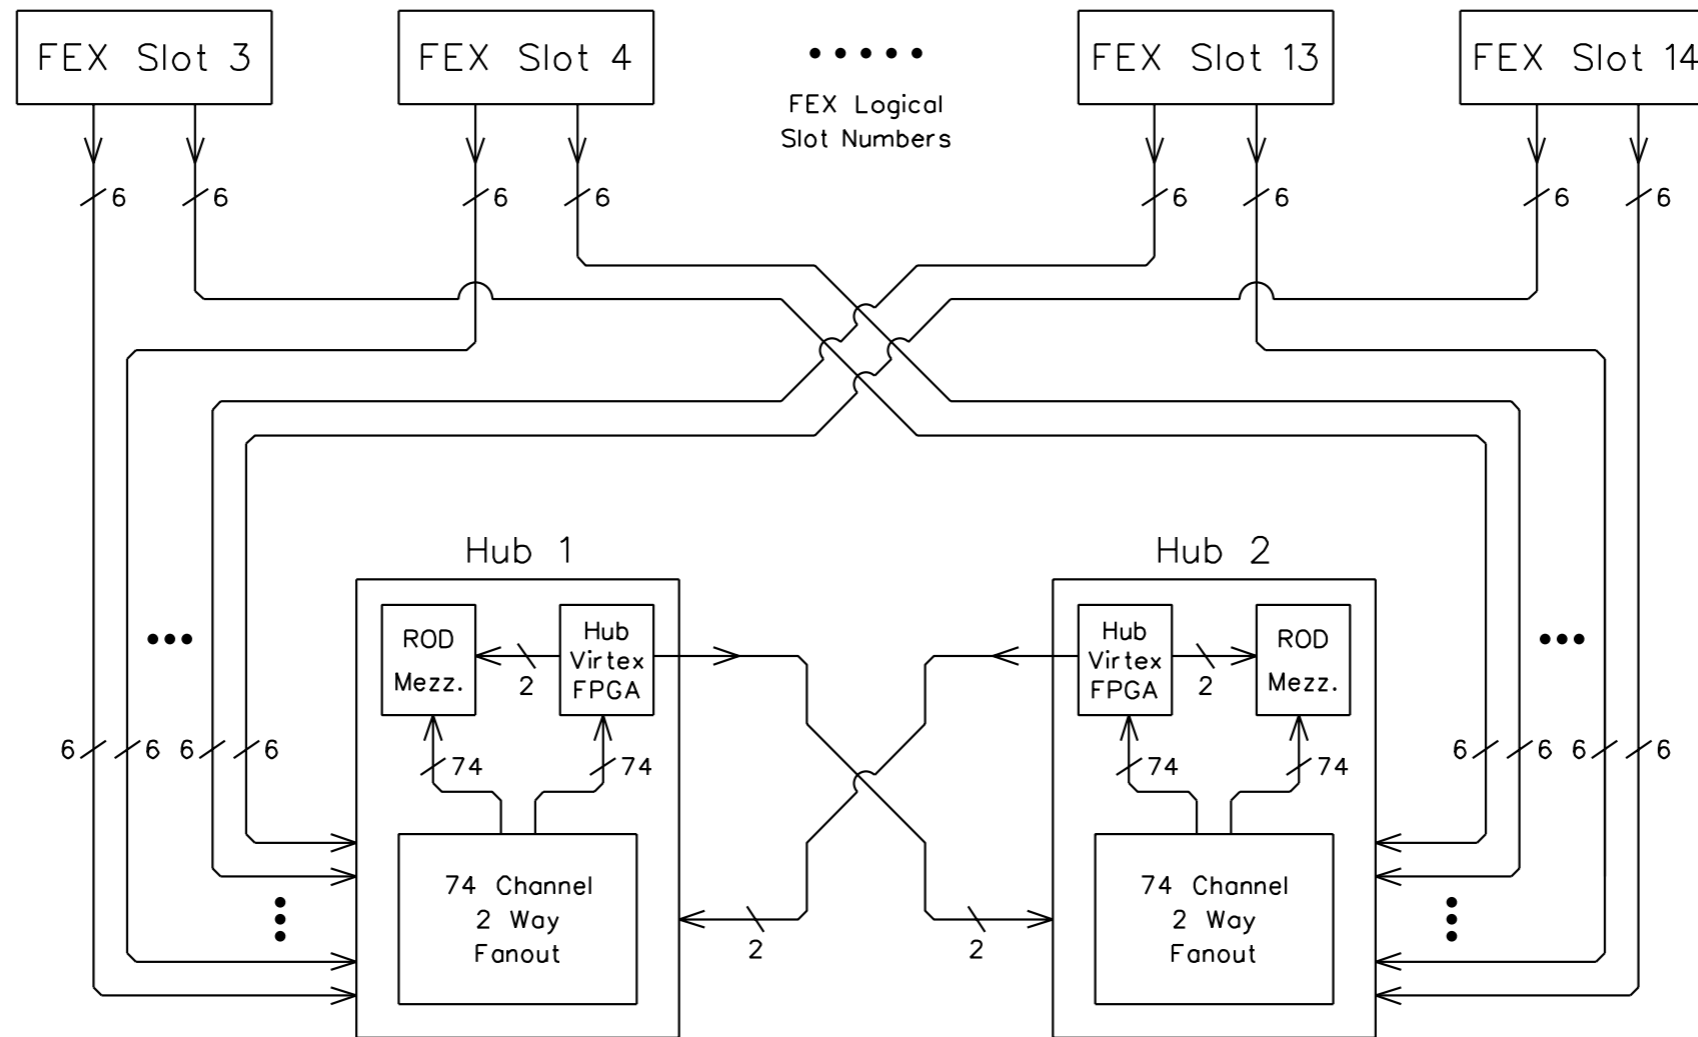 FEX Slot 3
FEX Slot 4
FEX Slot 13
FEX Slot 14
FEX Logical
Slot Numbers
6
6
6
6
6
6
6
6
Hub 1
Hub 2
ROD
Mezz.
2
Hub
Virtex
FPGA
Hub
Virtex
FPGA
2
ROD
Mezz.
6
6
6
6
74
74
74
74
6
6
6
6
74 Channel
2 Way
Fanout
2
2
74 Channel
2 Way
Fanout